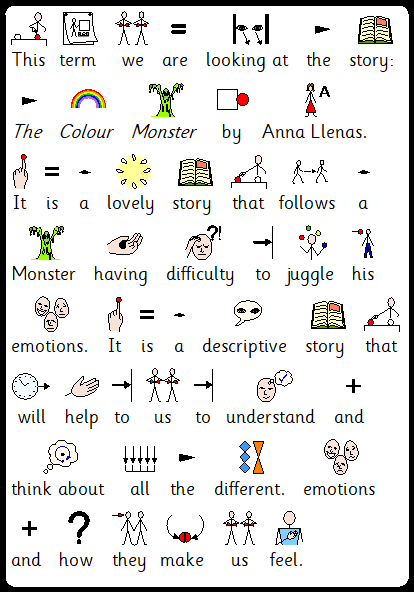 This term we are looking at the story:
The Colour Monster by Anna Llenas.
It is a lovely story that follows a
Monster having difficulty to juggle his
emotions. It is a descriptive story that
will help to us to understand and
think about all the different. emotions
and how they make us feel.